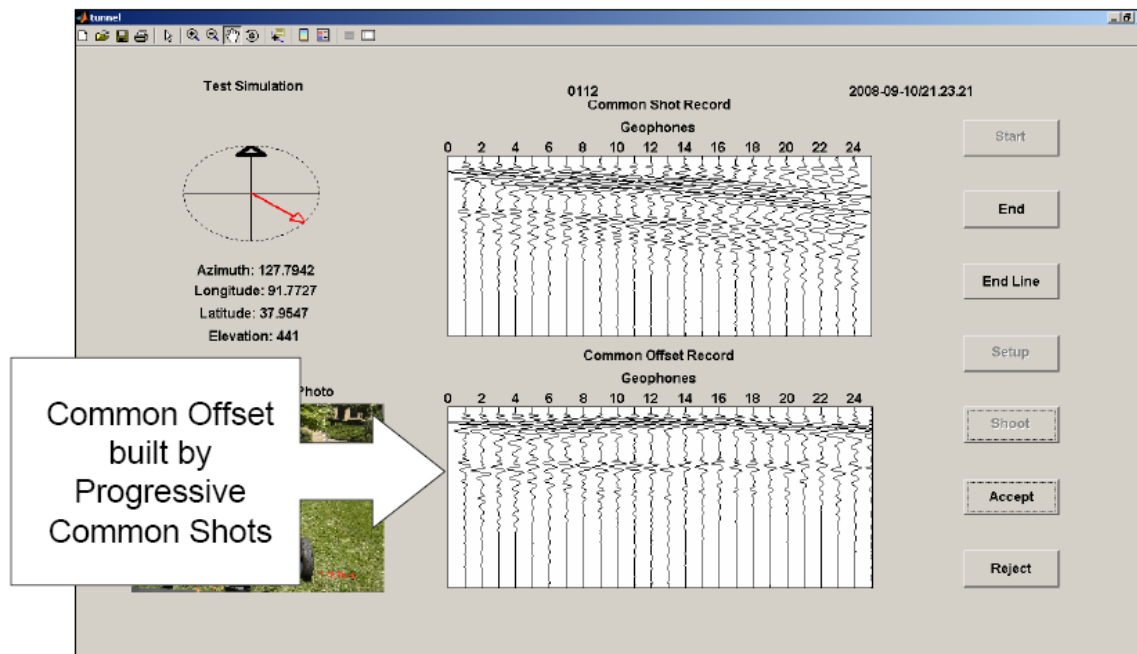 tunnel
Test Simulation
0112
2008-09-10/21.23.21
Common Shot Record
Geophones
0 2 4 6 8 10 12 14 16 18 20 22 24
Azimuth: 127.7942
Longitude: 91.7727
Latitude: 37.9547
Elevation: 441
Photo
Common Offset Record
Geophones
0 2 4 6 8 10 12 14 16 18 20 22 24
Common Offset
built by
Progressive
Common Shots
Start
End
End Line
Setup
Shoot
Accept
Reject